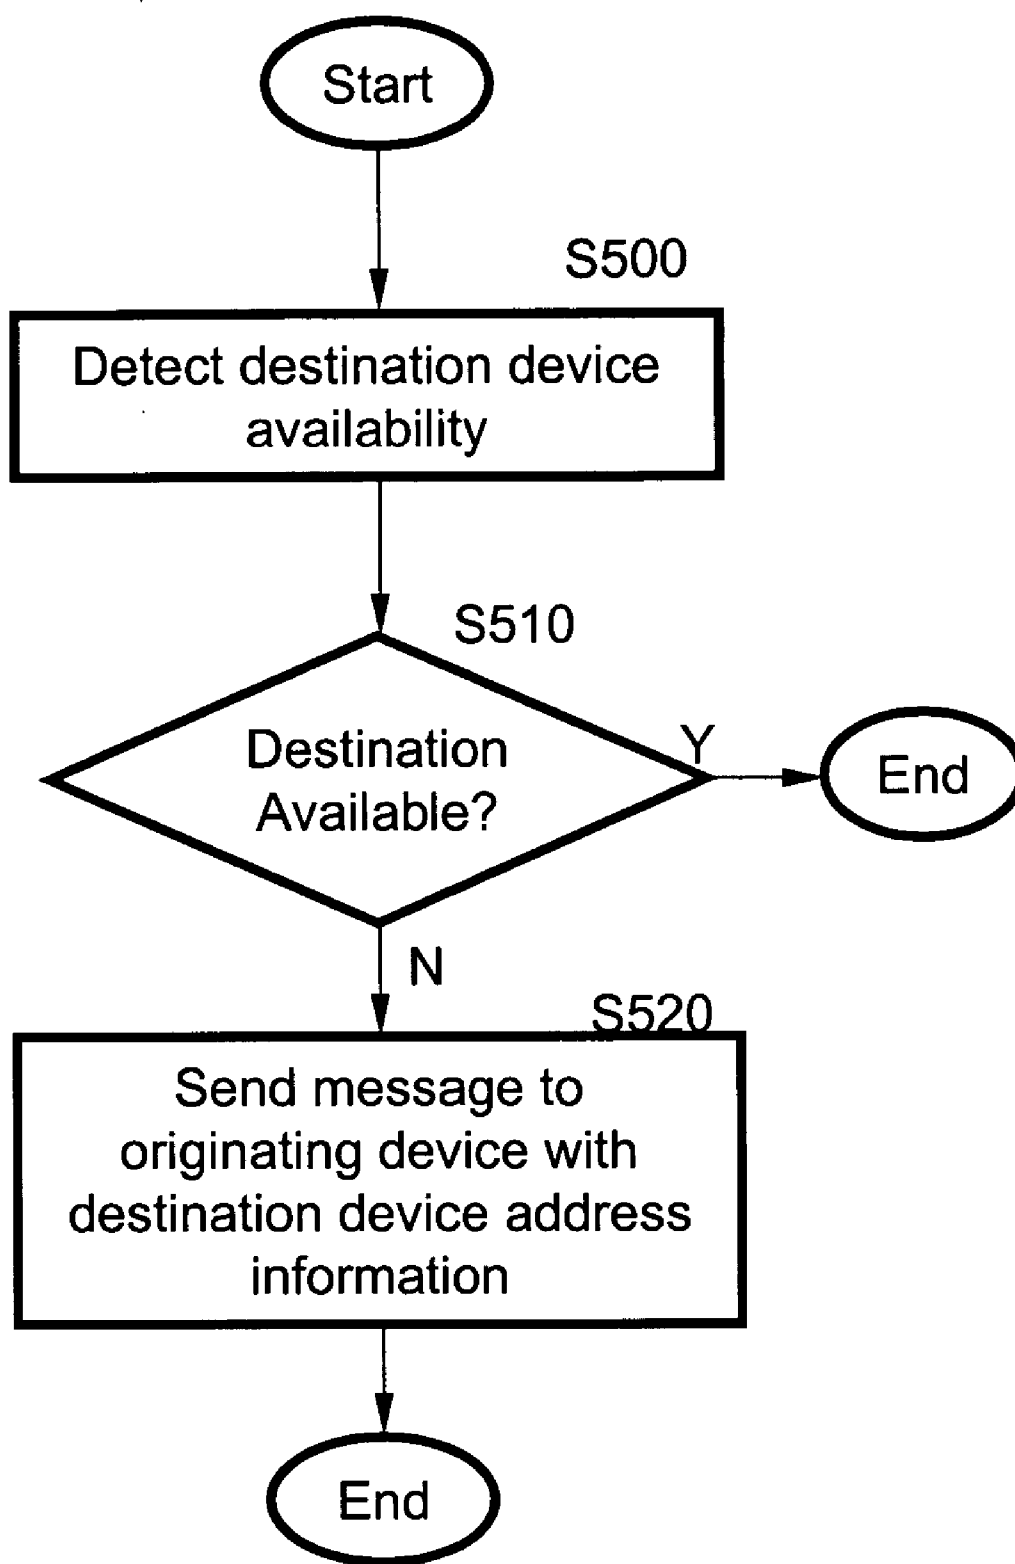 Start
S500
Detect destination device
availability
S510
Destination
Available?
Y
End
N
S520
Send message to
originating device with
destination device address
information
End